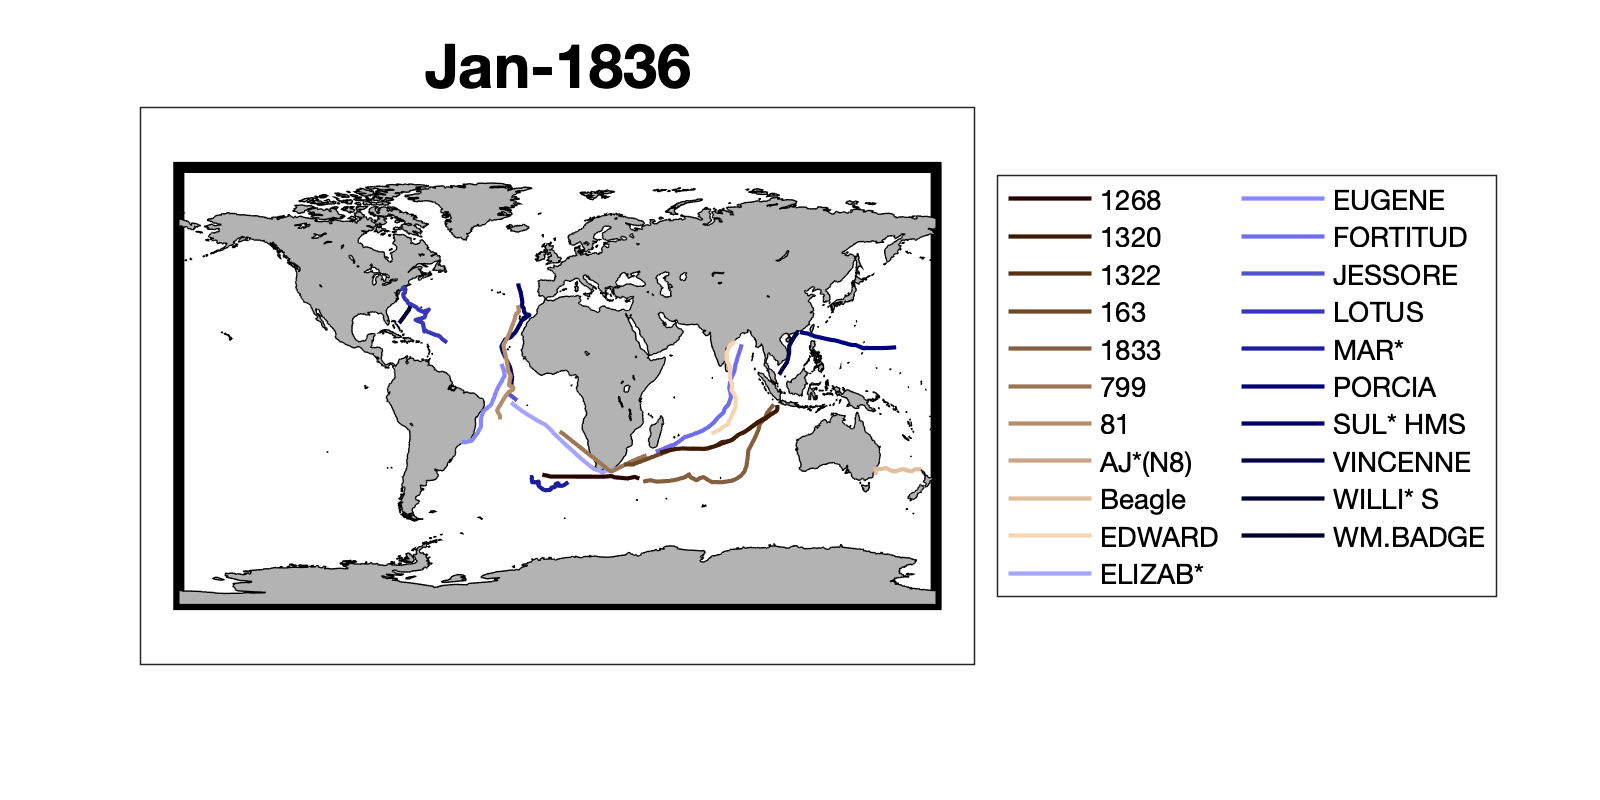 Jan-1836
1268
1320
1322
163
1833
799
81
AJ*(N8)
Beagle
EDWARD
ELIZAB*
EUGENE
FORTITUD
JESSORE
LOTUS
MAR*
PORCIA
SUL* HMS
VINCENNE
WILLI* S
WM.BADGE